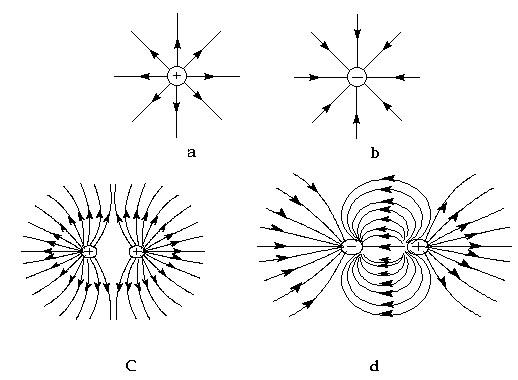 + −
a b
+ +
− +
C d